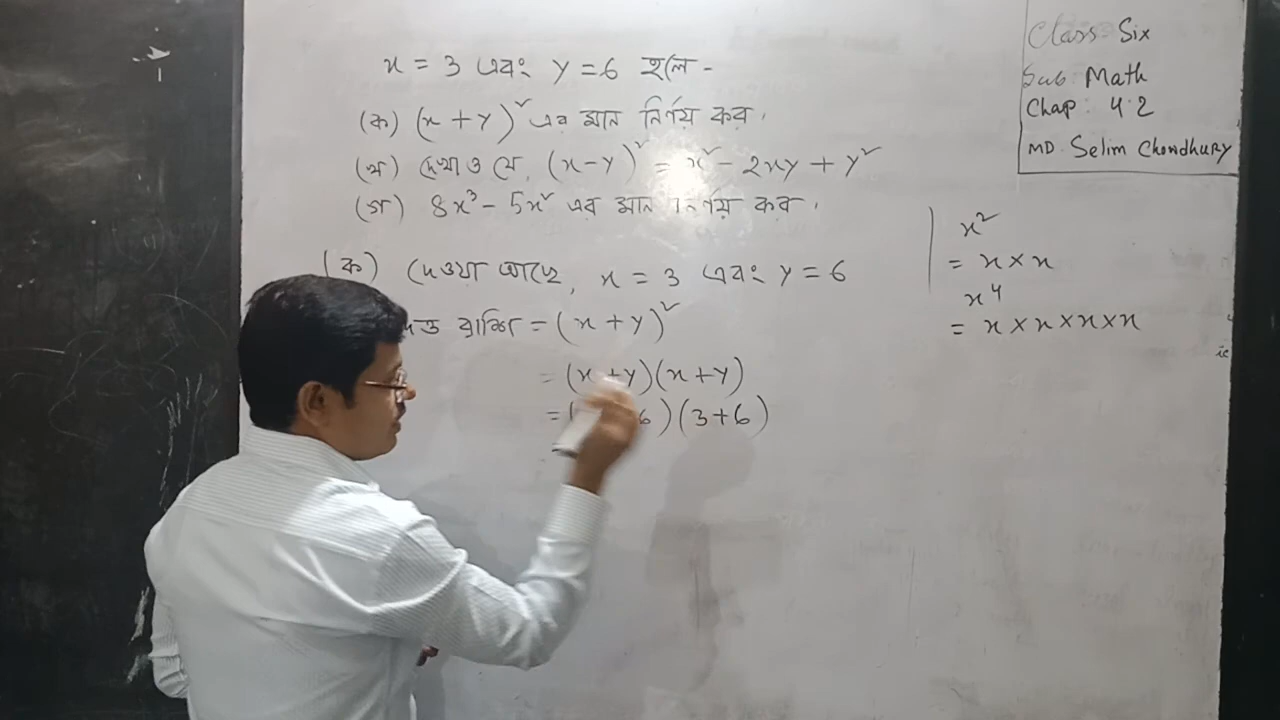 x = 3 এবং y = 6 হলে -
(ক) (x + y)² এর মান নির্ণয় কর।
(খ) দেখাও যে, (x - y)² = x² - 2xy + y²
(গ) 8x³ - 5x² এর মান নির্ণয় কর।
(ক) দেওয়া আছে, x = 3 এবং y = 6
রাশি = (x + y)²
= (x + y)(x + y)
= ( 6)(3 + 6)
Class Six
Sub: Math
Chap: 4.2
MD. Selim Chowdhury
x²
= x × x
x⁴
= x × x × x × x